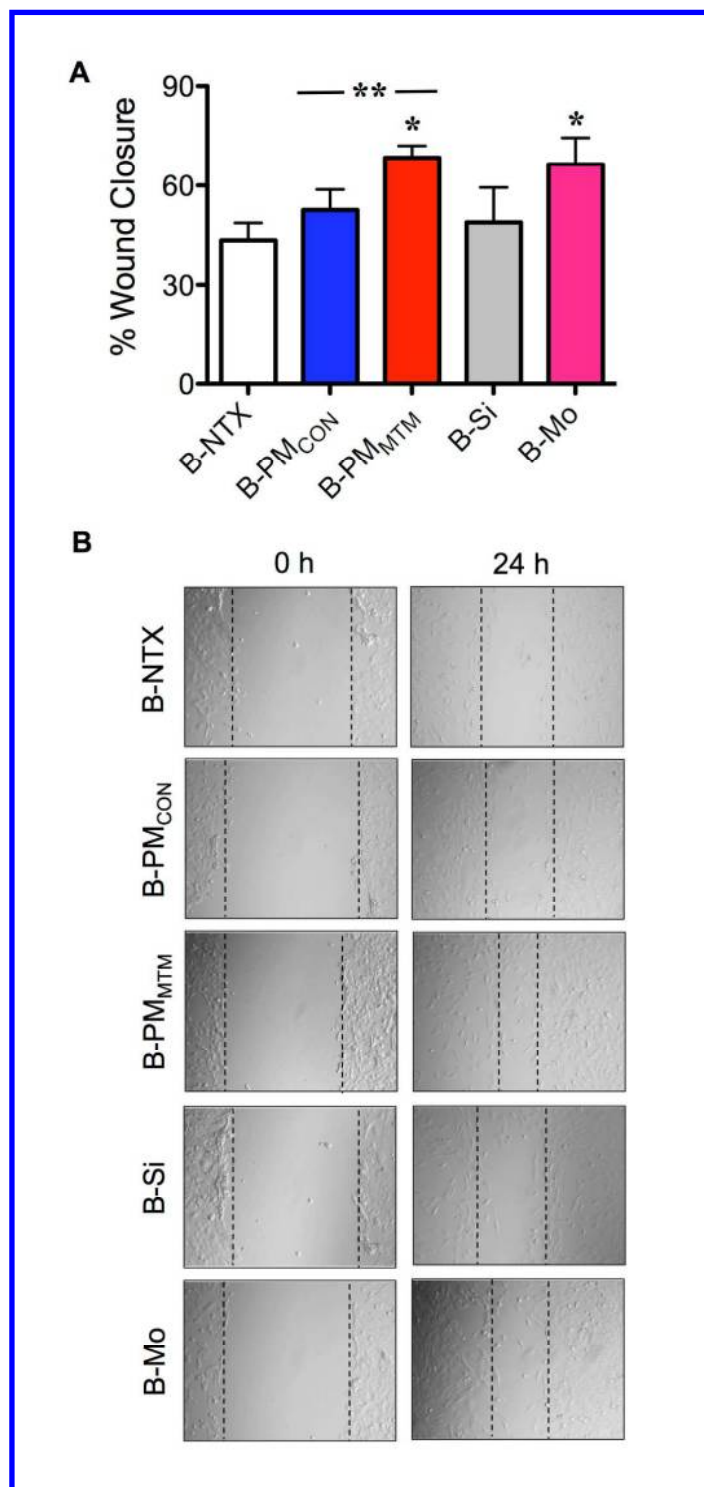 A
90
60
30
0
% Wound Closure
**
*
*
B-NTX
B-PMCON
B-PMMTM
B-Si
B-Mo
B
0 h
24 h
B-NTX
B-PMCON
B-PMMTM
B-Si
B-Mo